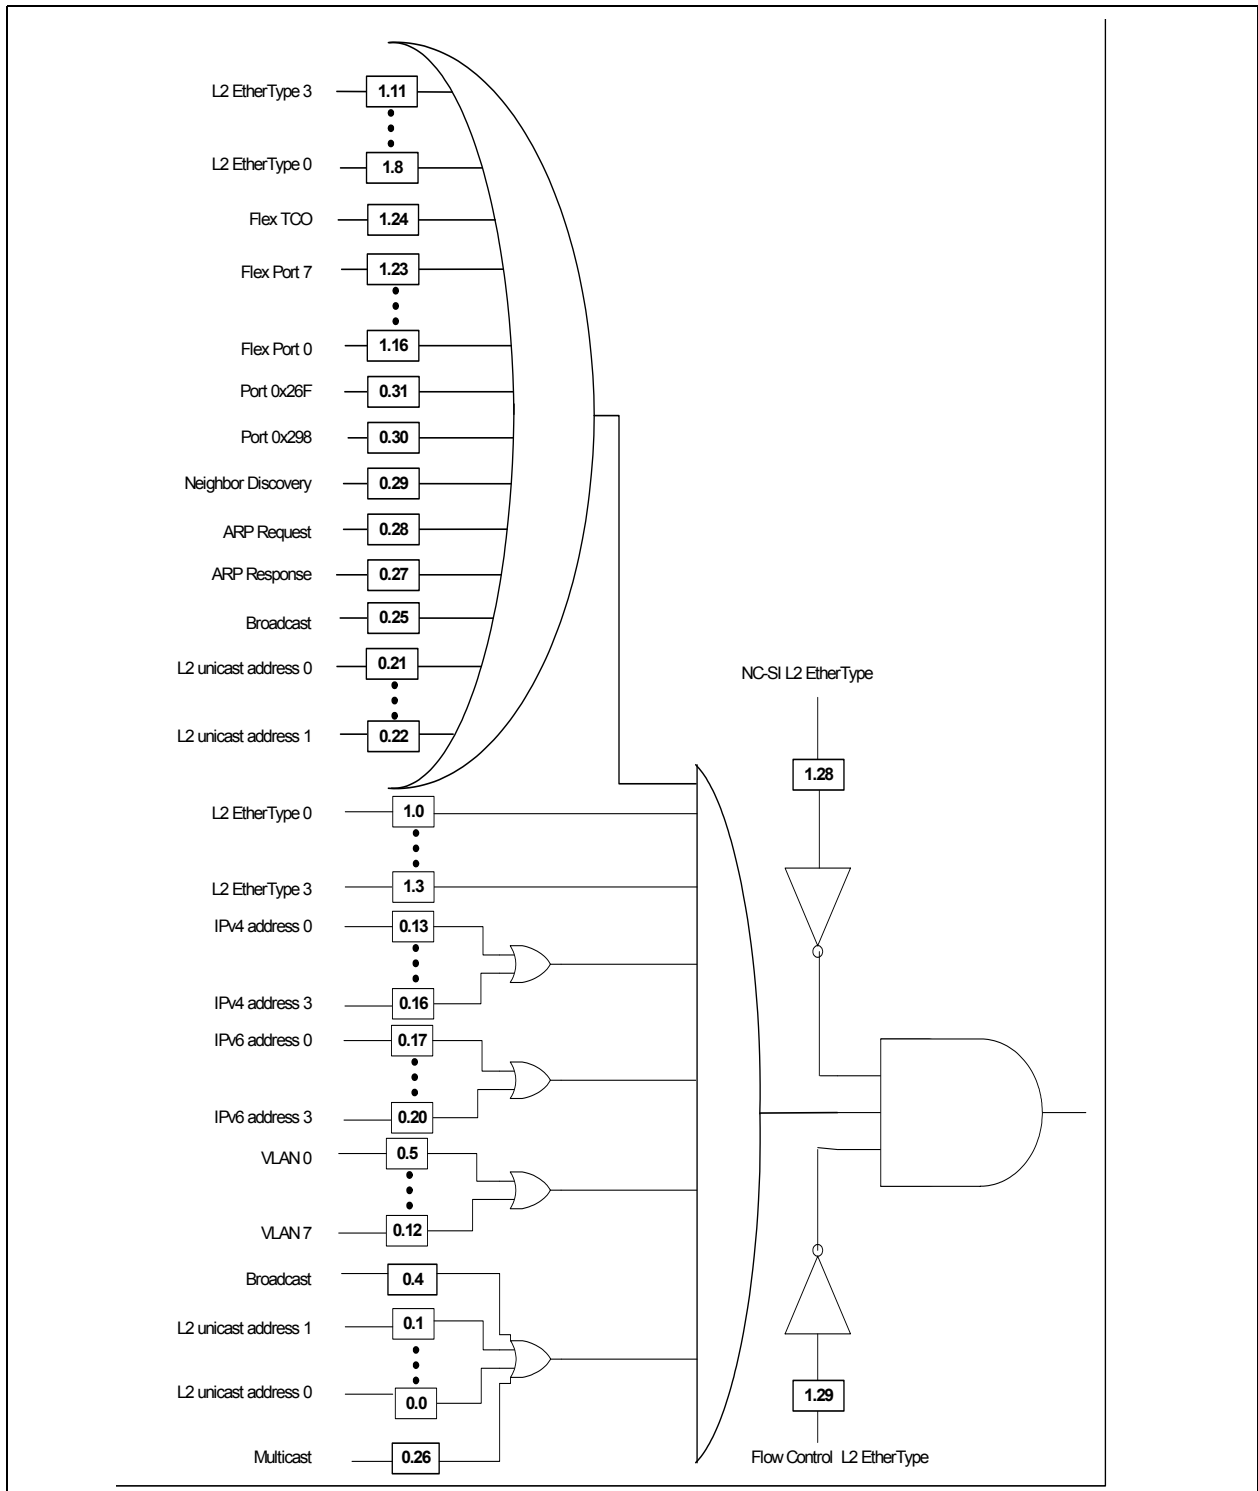 L2 EtherType 3 1.11
L2 EtherType 0 1.8
Flex TCO 1.24
Flex Port 7 1.23
Flex Port 0 1.16
Port 0x26F 0.31
Port 0x298 0.30
Neighbor Discovery 0.29
ARP Request 0.28
ARP Response 0.27
Broadcast 0.25
L2 unicast address 0 0.21
L2 unicast address 1 0.22
L2 EtherType 0 1.0
L2 EtherType 3 1.3
IPv4 address 0 0.13
IPv4 address 3 0.16
IPv6 address 0 0.17
IPv6 address 3 0.20
VLAN 0 0.5
VLAN 7 0.12
Broadcast 0.4
L2 unicast address 1 0.1
L2 unicast address 0 0.0
Multicast 0.26
NC-SI L2 EtherType
1.28
1.29
Flow Control L2 EtherType